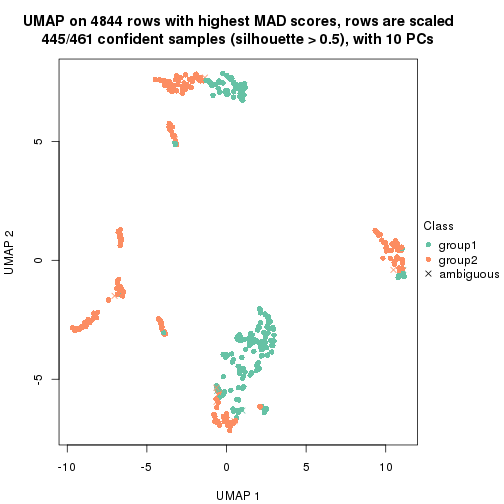 UMAP on 4844 rows with highest MAD scores, rows are scaled
445/461 confident samples (silhouette > 0.5), with 10 PCs
5
0
-5
UMAP 2
-10
-5
0
5
10
UMAP 1
Class
group1
group2
ambiguous